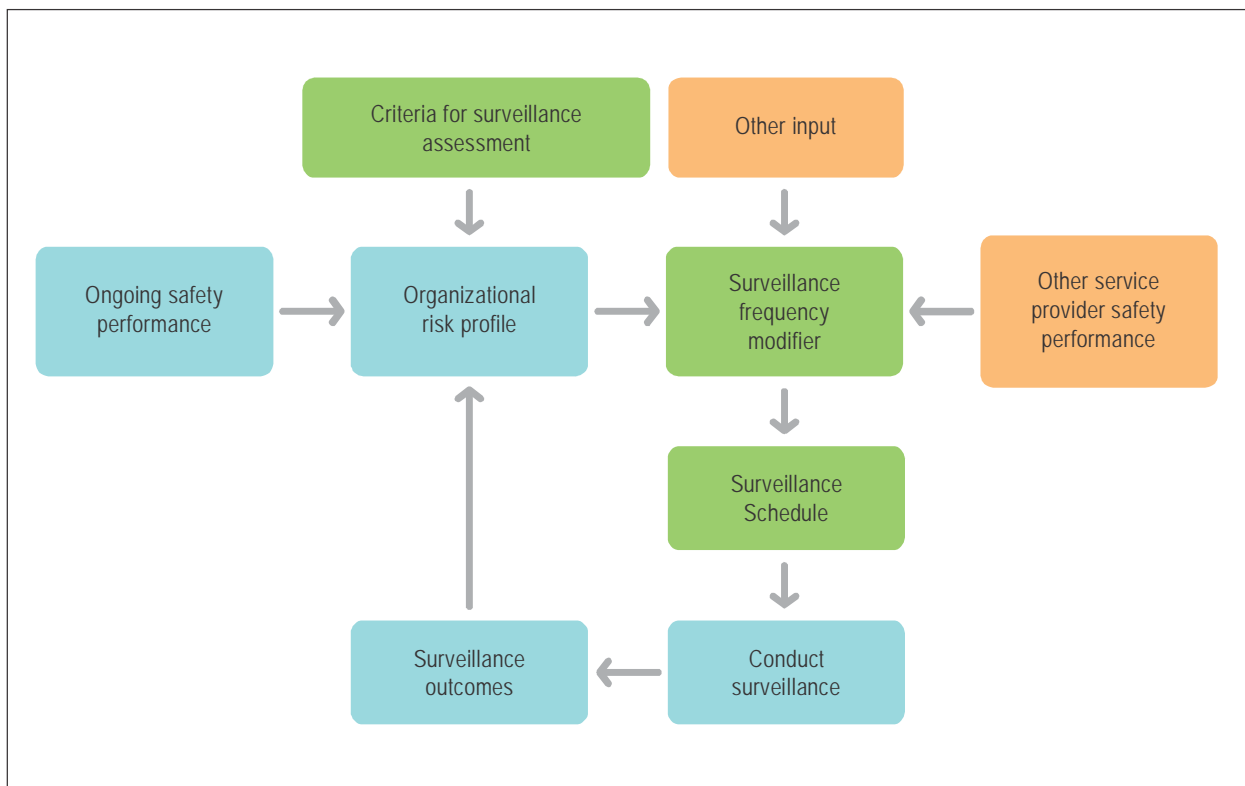 Criteria for surveillance
assessment
Other input
Ongoing safety
performance
Organizational
risk profile
Surveillance
frequency
modifier
Other service
provider safety
performance
Surveillance
Schedule
Surveillance
outcomes
Conduct
surveillance